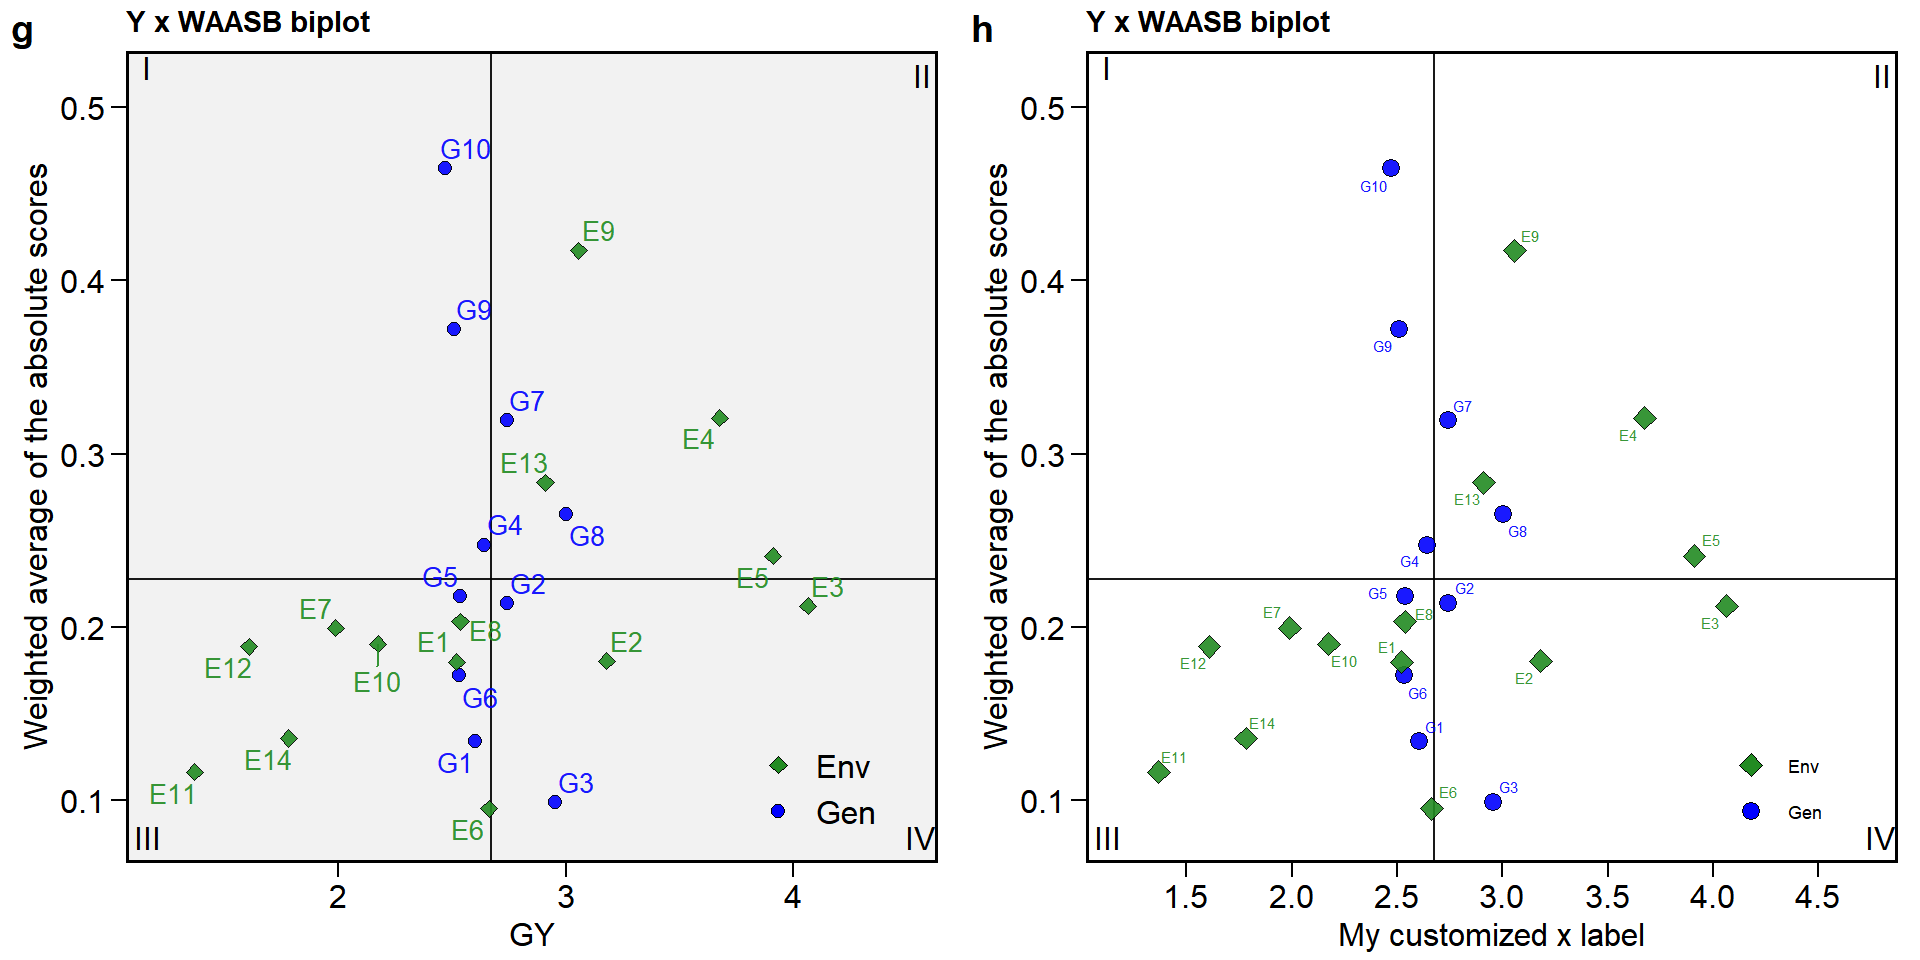 g
Y x WAASB biplot
I
II
0.5
0.4
0.3
0.2
0.1
Weighted average of the absolute scores
G10
E9
G9
G7
E4
E13
G4
G8
G5
E5
G2
E3
E7
E1
E8
E2
E12
E10
G6
E14
G1
E11
G3
E6
Env
Gen
III
IV
2
3
4
GY
h
Y x WAASB biplot
I
II
0.5
0.4
0.3
0.2
0.1
Weighted average of the absolute scores
G10
E9
G9
G7
E4
E13
G8
E5
G4
G5
G2
E7
E8
E3
E1
E12
E10
E2
G6
E14
G1
E11
G3
E6
Env
Gen
III
IV
1.5
2.0
2.5
3.0
3.5
4.0
4.5
My customized x label